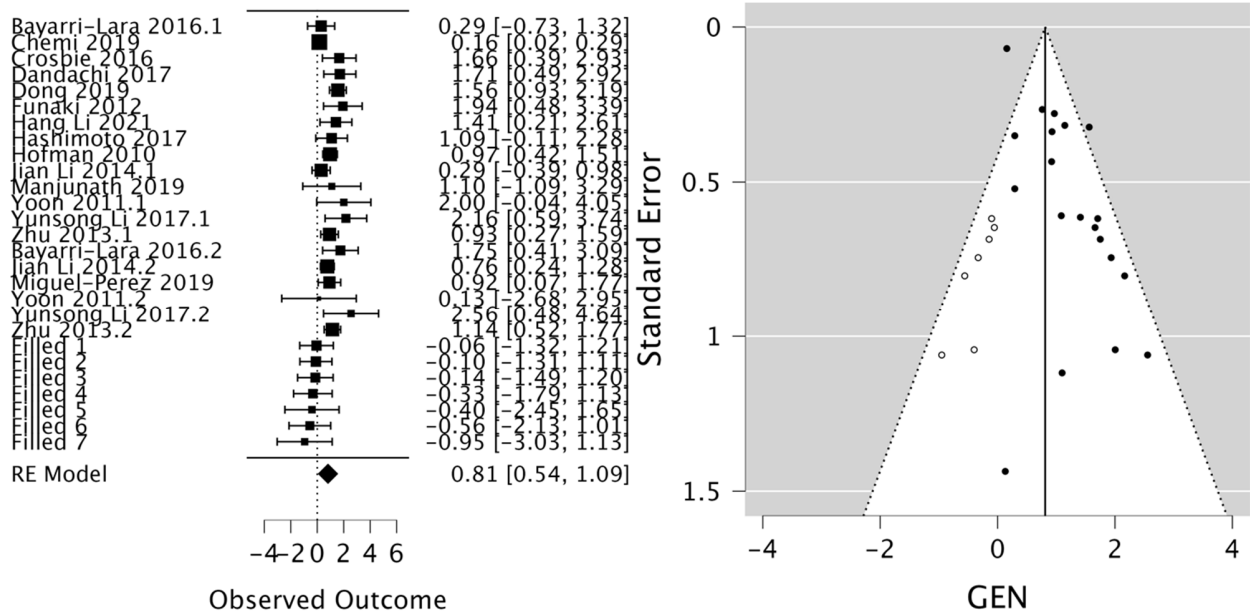 Bayarri-Lara 2016.1 0.29 [-0.73, 1.32]
Chemi 2019 0.16 [0.02, 0.29]
Crosbie 2016 1.66 [0.39, 2.93]
Dandachi 2017 1.71 [0.49, 2.92]
Dong 2019 1.56 [0.93, 2.19]
Funaki 2012 1.94 [0.48, 3.39]
Hang Li 2021 1.41 [0.21, 2.61]
Hashimoto 2017 1.09 [-0.11, 2.28]
Hofman 2010 0.97 [0.42, 1.51]
Jian Li 2014.1 0.29 [-0.39, 0.98]
Manjunath 2019 1.10 [-1.09, 3.29]
Yoon 2011.1 2.00 [-0.04, 4.05]
Yunsong Li 2017.1 2.16 [0.59, 3.74]
Zhu 2013.1 0.93 [0.27, 1.59]
Bayarri-Lara 2016.2 1.75 [0.41, 3.09]
Jian Li 2014.2 0.76 [0.24, 1.28]
Miguel-Perez 2019 0.92 [0.07, 1.77]
Yoon 2011.2 0.13 [-2.68, 2.95]
Yunsong Li 2017.2 2.56 [0.48, 4.64]
Zhu 2013.2 1.14 [0.52, 1.77]
Filled 1 -0.06 [-1.32, 1.21]
Filled 2 -0.10 [-1.31, 1.11]
Filled 3 -0.14 [-1.49, 1.20]
Filled 4 -0.33 [-1.79, 1.13]
Filled 5 -0.40 [-2.45, 1.65]
Filled 6 -0.56 [-2.13, 1.01]
Filled 7 -0.95 [-3.03, 1.13]
RE Model 0.81 [0.54, 1.09]
-4 -2 0 2 4 6
Observed Outcome
Standard Error
0
0.5
1
1.5
-4 -2 0 2 4
GEN